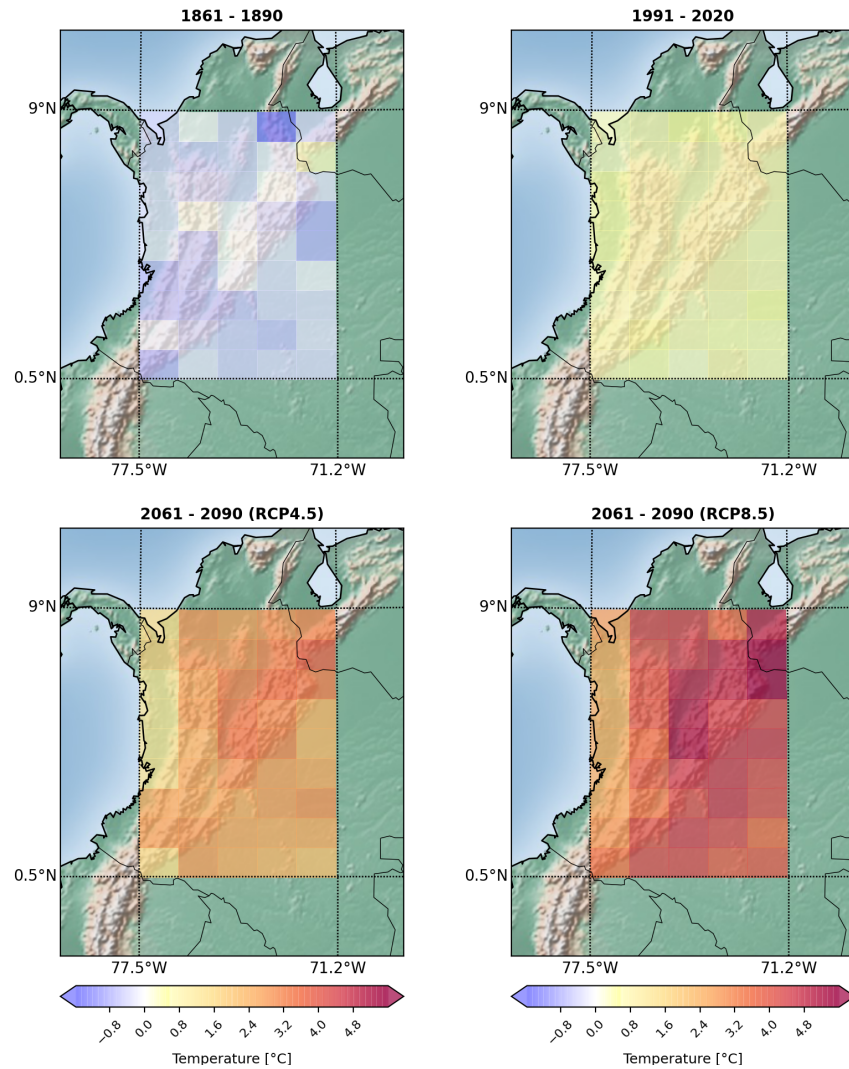 1861 - 1890
1991 - 2020
9°N
9°N
0.5°N
0.5°N
77.5°W
71.2°W
77.5°W
71.2°W
2061 - 2090 (RCP4.5)
2061 - 2090 (RCP8.5)
9°N
9°N
0.5°N
0.5°N
77.5°W
71.2°W
77.5°W
71.2°W
−0.8
0.0
0.8
1.6
2.4
3.2
4.0
4.8
−0.8
0.0
0.8
1.6
2.4
3.2
4.0
4.8
Temperature [°C]
Temperature [°C]